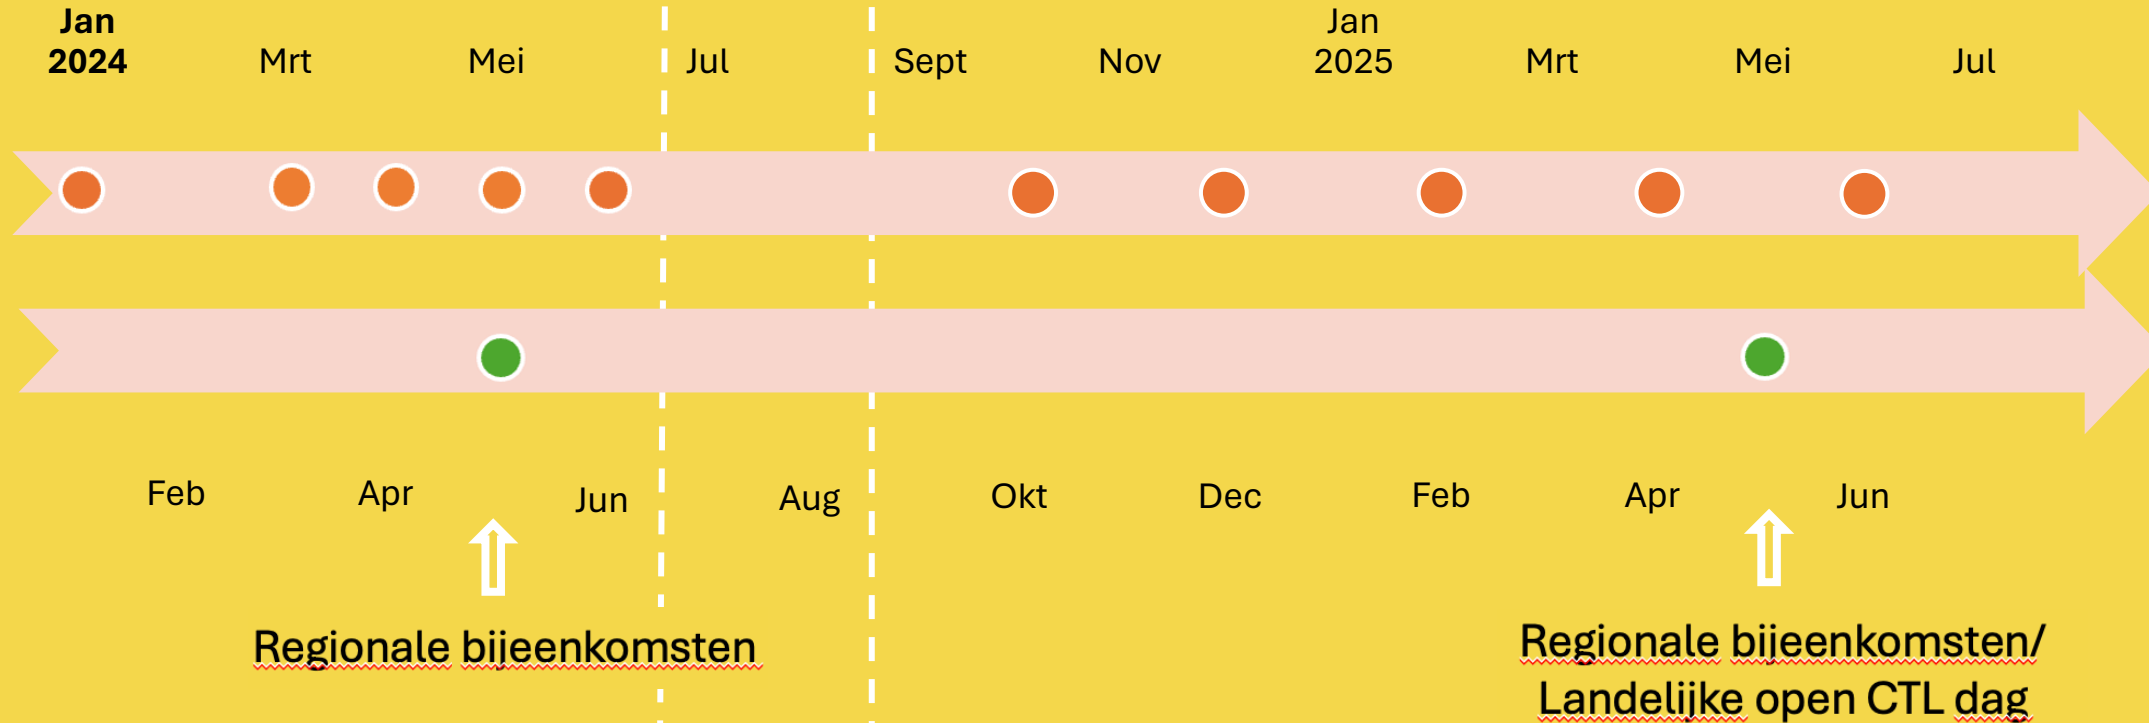 Jan
2024
Mrt
Mei
Jul
Sept
Nov
Jan
2025
Mrt
Mei
Jul
Feb
Apr
Jun
Aug
Okt
Dec
Feb
Apr
Jun
Regionale bijeenkomsten
Regionale bijeenkomsten/
Landelijke open CTL dag